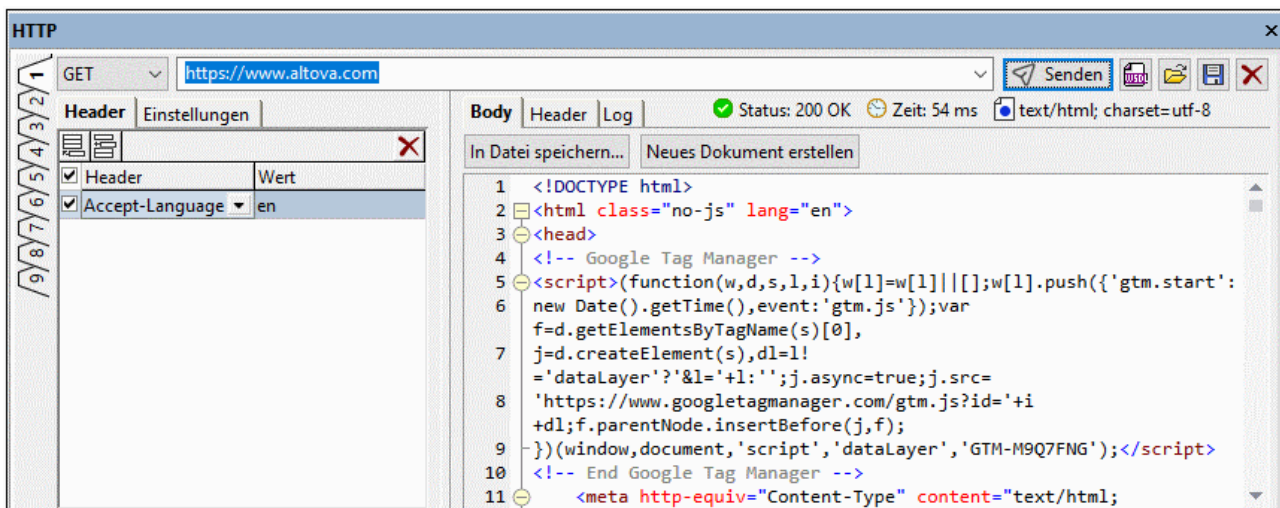 HTTP
GET https://www.altova.com Senden
1
2
3
4
5
6
7
8
9
Header Einstellungen
Header Wert
Accept-Language en
Body Header Log Status: 200 OK Zeit: 54 ms text/html; charset=utf-8
In Datei speichern... Neues Dokument erstellen
1 <!DOCTYPE html>
2 <html class="no-js" lang="en">
3 <head>
4 <!-- Google Tag Manager -->
5 <script>(function(w,d,s,l,i){w[l]=w[l]||[];w[l].push({'gtm.start':
6 new Date().getTime(),event:'gtm.js'});var
f=d.getElementsByTagName(s)[0],
7 j=d.createElement(s),dl=l!
='dataLayer'?'&l='+l:'';j.async=true;j.src=
8 'https://www.googletagmanager.com/gtm.js?id='+i
+dl;f.parentNode.insertBefore(j,f);
9 })(window,document,'script','dataLayer','GTM-M9Q7FNG');</script>
10 <!-- End Google Tag Manager -->
11 <meta http-equiv="Content-Type" content="text/html;